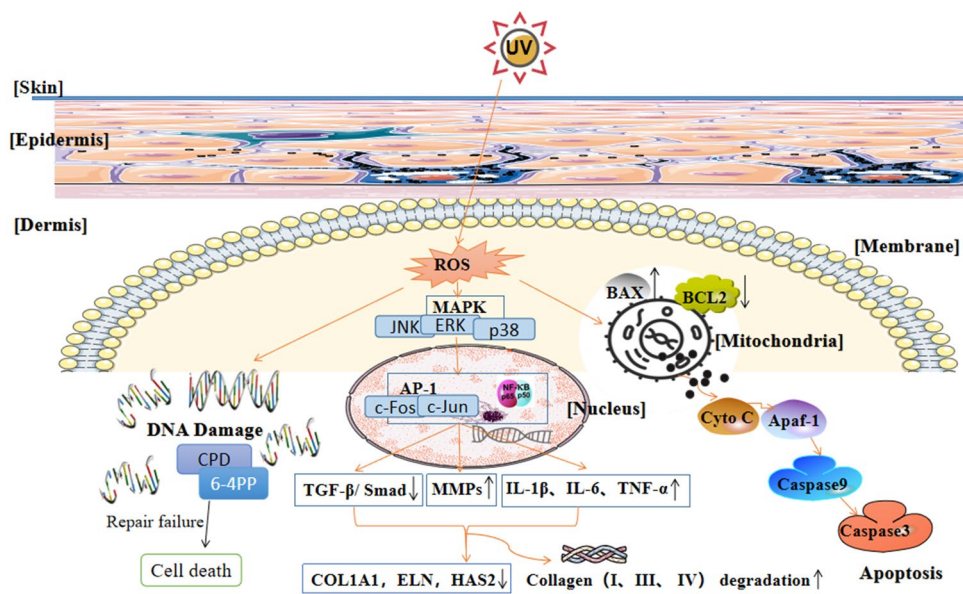 UV
[Skin]
[Epidermis]
[Dermis]
[Membrane]
ROS
BAX
BCL2
MAPK
JNK
ERK
p38
[Mitochondria]
AP-1
c-Fos
c-Jun
NF-KB
p65
p50
[Nucleus]
Cyto C
Apaf-1
DNA Damage
CPD
6-4PP
TGF-β/ Smad↓
MMPs↑
IL-1β、IL-6、TNF-α↑
Caspase9
Repair failure
Caspase3
Cell death
COL1A1，ELN，HAS2↓
Collagen（I、III、IV）degradation↑
Apoptosis